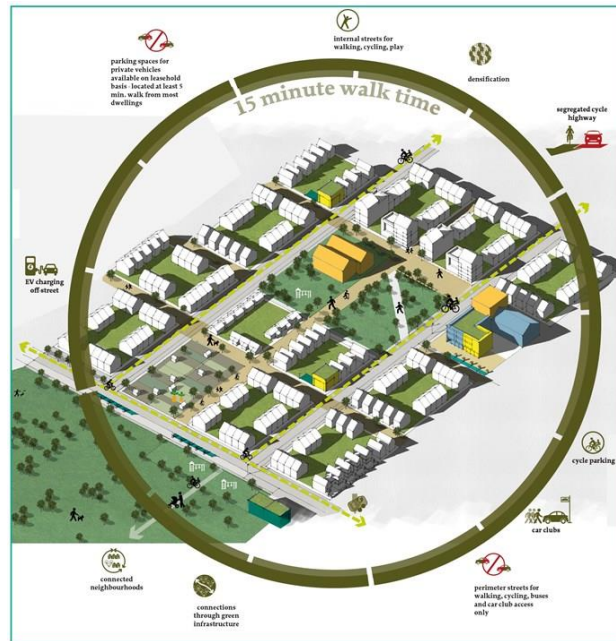 internal streets for
walking, cycling, play
parking spaces for
private vehicles
available on leasehold
basis - located at least 5
min. walk from most
dwellings
densification
15 minute walk time
segregated cycle
highway
EV charging
off-street
cycle parking
car clubs
connected
neighbourhoods
connections
through green
infrastructure
perimeter streets for
walking, cycling, buses
and car club access
only